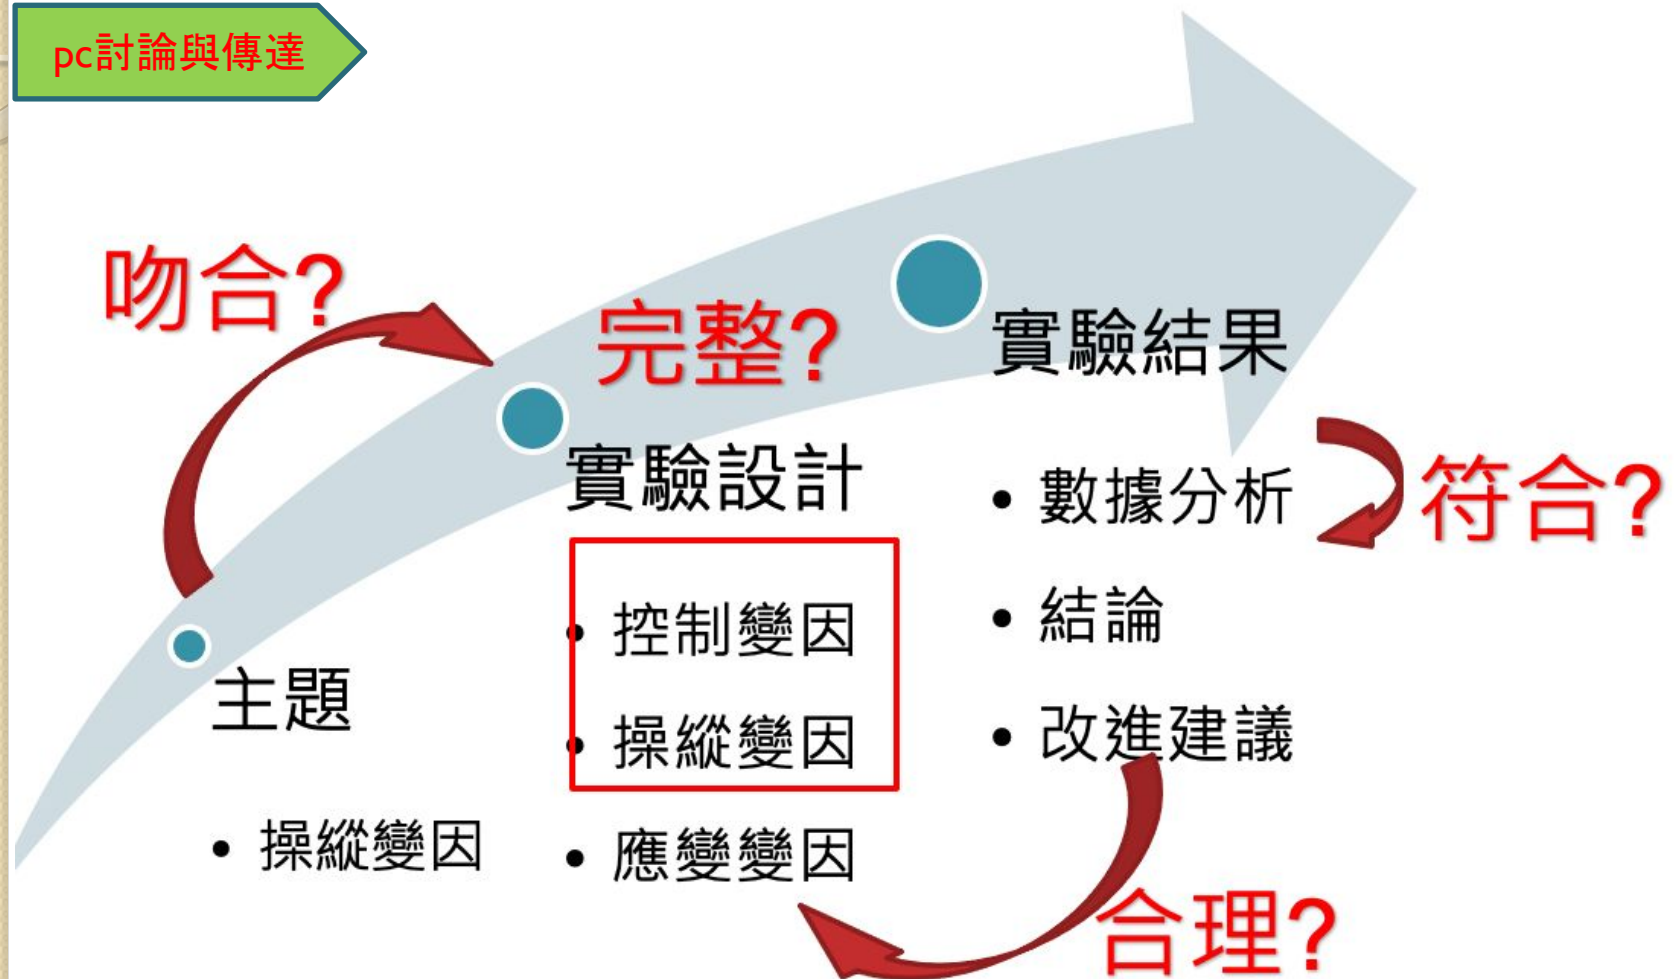 pc討論與傳達
吻合?
完整?
實驗結果
實驗設計
• 數據分析
符合?
• 控制變因
• 結論
主題
• 操縱變因
• 改進建議
• 操縱變因
• 應變變因
合理?